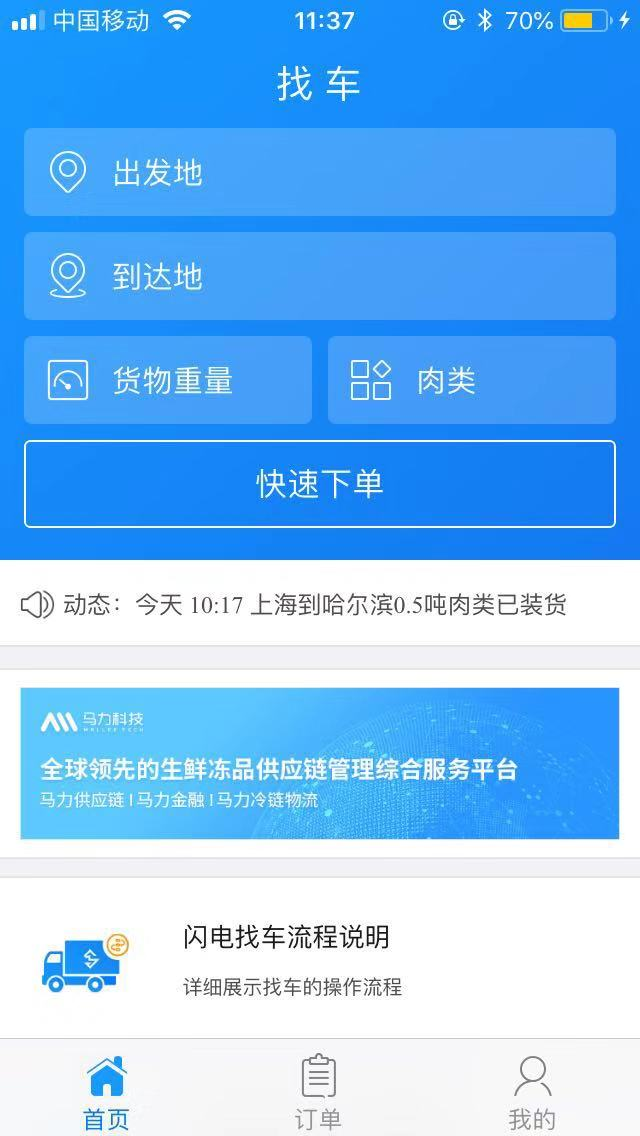 中国移动 11:37 70%
找车
出发地
到达地
货物重量 肉类
快速下单
动态：今天 10:17 上海到哈尔滨0.5吨肉类已装货
马力科技
全球领先的生鲜冻品供应链管理综合服务平台
马力供应链 | 马力金融 | 马力冷链物流
闪电找车流程说明
详细展示找车的操作流程
首页 订单 我的